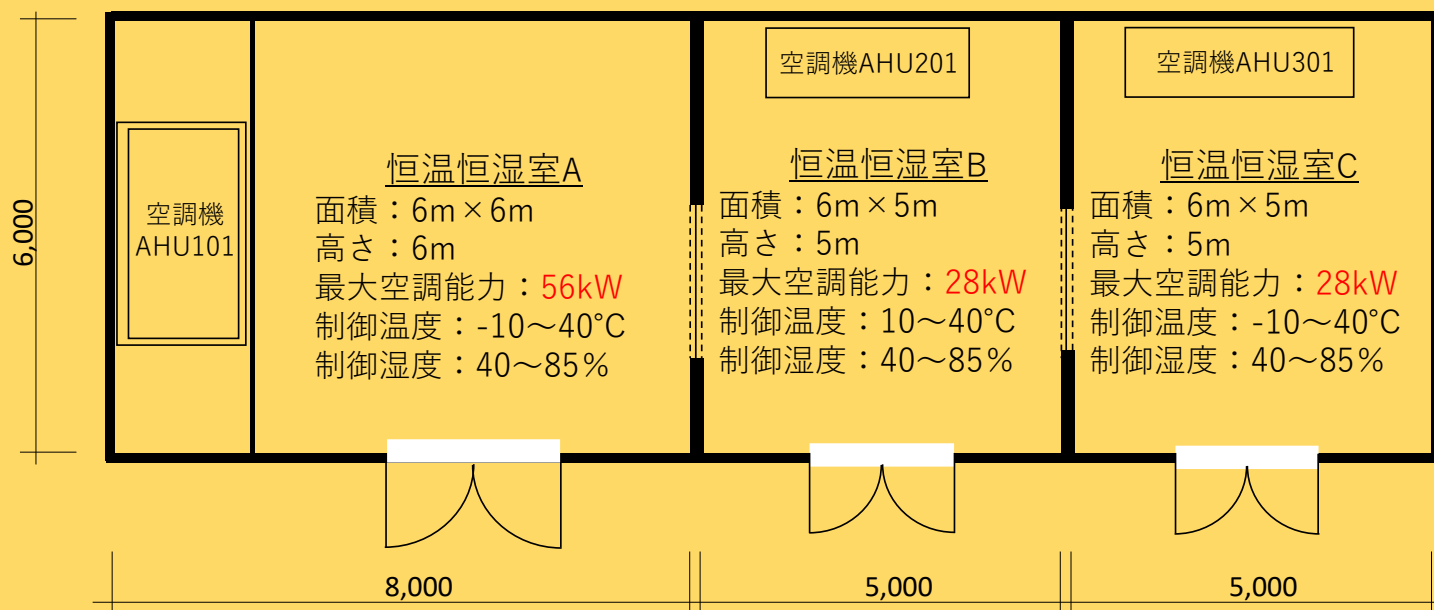 6,000
空調機
AHU101
恒温恒湿室A
面積：6m×6m
高さ：6m
最大空調能力：56kW
制御温度：-10～40°C
制御湿度：40～85%
空調機AHU201
恒温恒湿室B
面積：6m×5m
高さ：5m
最大空調能力：28kW
制御温度：10～40°C
制御湿度：40～85%
空調機AHU301
恒温恒湿室C
面積：6m×5m
高さ：5m
最大空調能力：28kW
制御温度：-10～40°C
制御湿度：40～85%
8,000
5,000
5,000